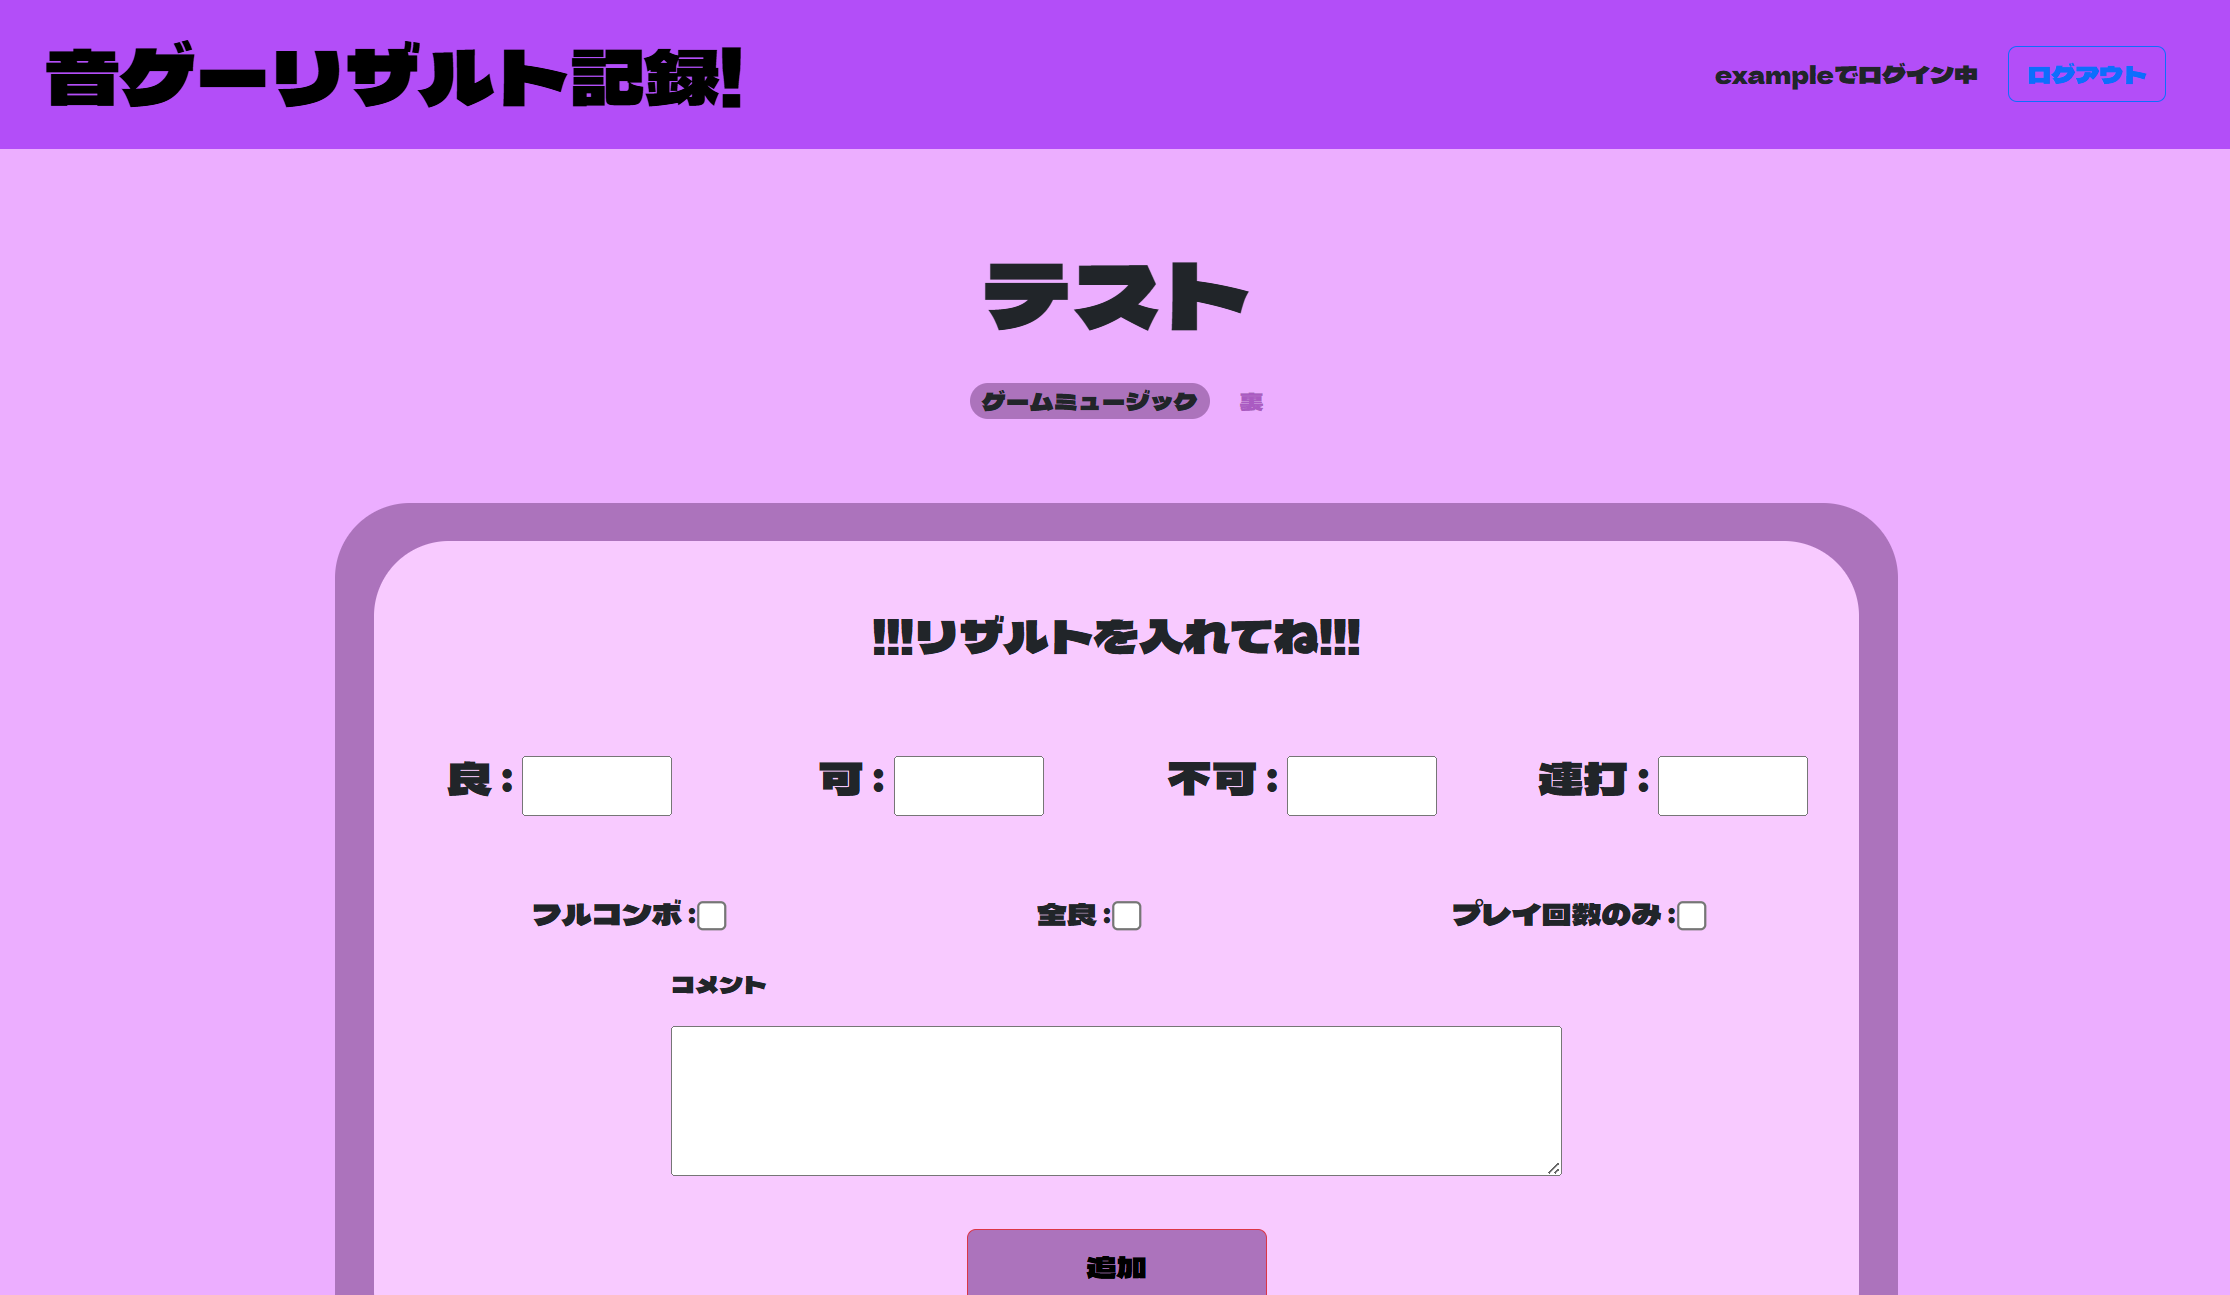 音ゲーリザルト記録!
exampleでログイン中 ログアウト
テスト
ゲームミュージック 裏
!!!リザルトを入れてね!!!
良 : 可 : 不可 : 連打 :
フルコンボ : 全良 : プレイ回数のみ :
コメント
追加